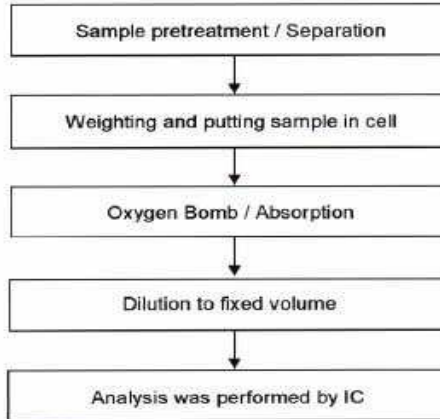 Sample pretreatment / Separation
Weighting and putting sample in cell
Oxygen Bomb / Absorption
Dilution to fixed volume
Analysis was performed by IC